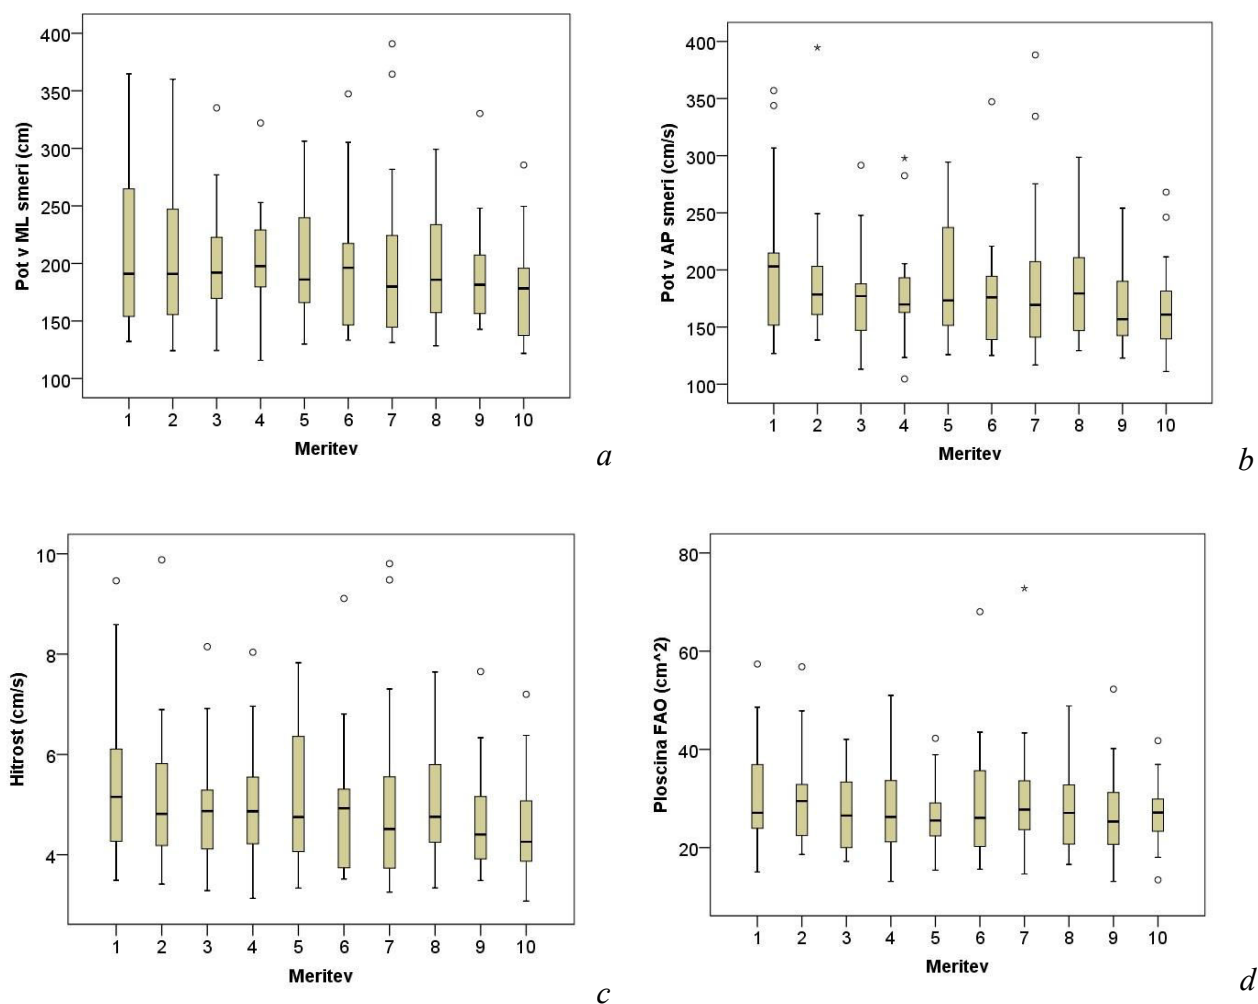 400
350
300
250
200
150
100
Pot v ML smeri (cm)
1 2 3 4 5 6 7 8 9 10
Meritev
a
400
350
300
250
200
150
100
Pot v AP smeri (cm/s)
1 2 3 4 5 6 7 8 9 10
Meritev
b
10
8
6
4
Hitrost (cm/s)
1 2 3 4 5 6 7 8 9 10
Meritev
c
80
60
40
20
Ploscina FAO (cm^2)
1 2 3 4 5 6 7 8 9 10
Meritev
d